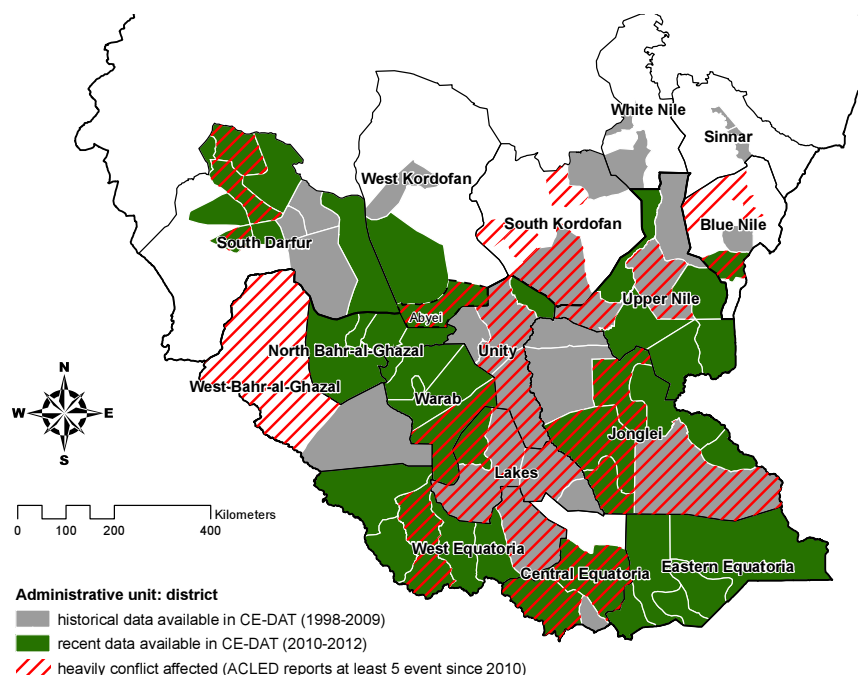 White Nile
Sinnar
West Kordofan
South Kordofan
Blue Nile
South Darfur
Upper Nile
Abyei
North Bahr-al-Ghazal
Unity
West-Bahr-al-Ghazal
Warab
N
W E
S
Jonglei
Lakes
Kilometers
0 50 100 200 400
West Equatoria
Central Equatoria
Eastern Equatoria
Administrative unit: district
historical data available in CE-DAT (1998-2009)
recent data available in CE-DAT (2010-2012)
heavily conflict affected (ACLED reports at least 5 event since 2010)